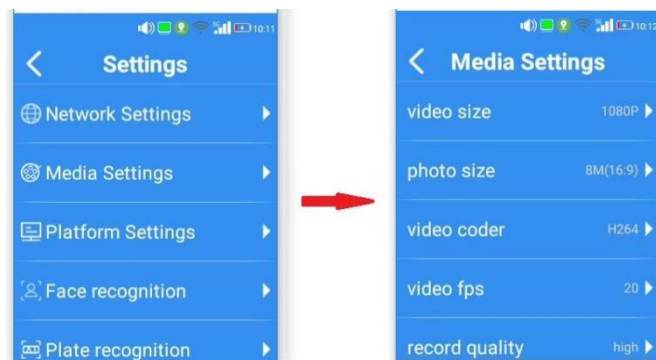 10:11
Settings
Network Settings
Media Settings
Platform Settings
Face recognition
Plate recognition
10:12
Media Settings
video size 1080P
photo size 8M(16:9)
video coder H264
video fps 20
record quality high